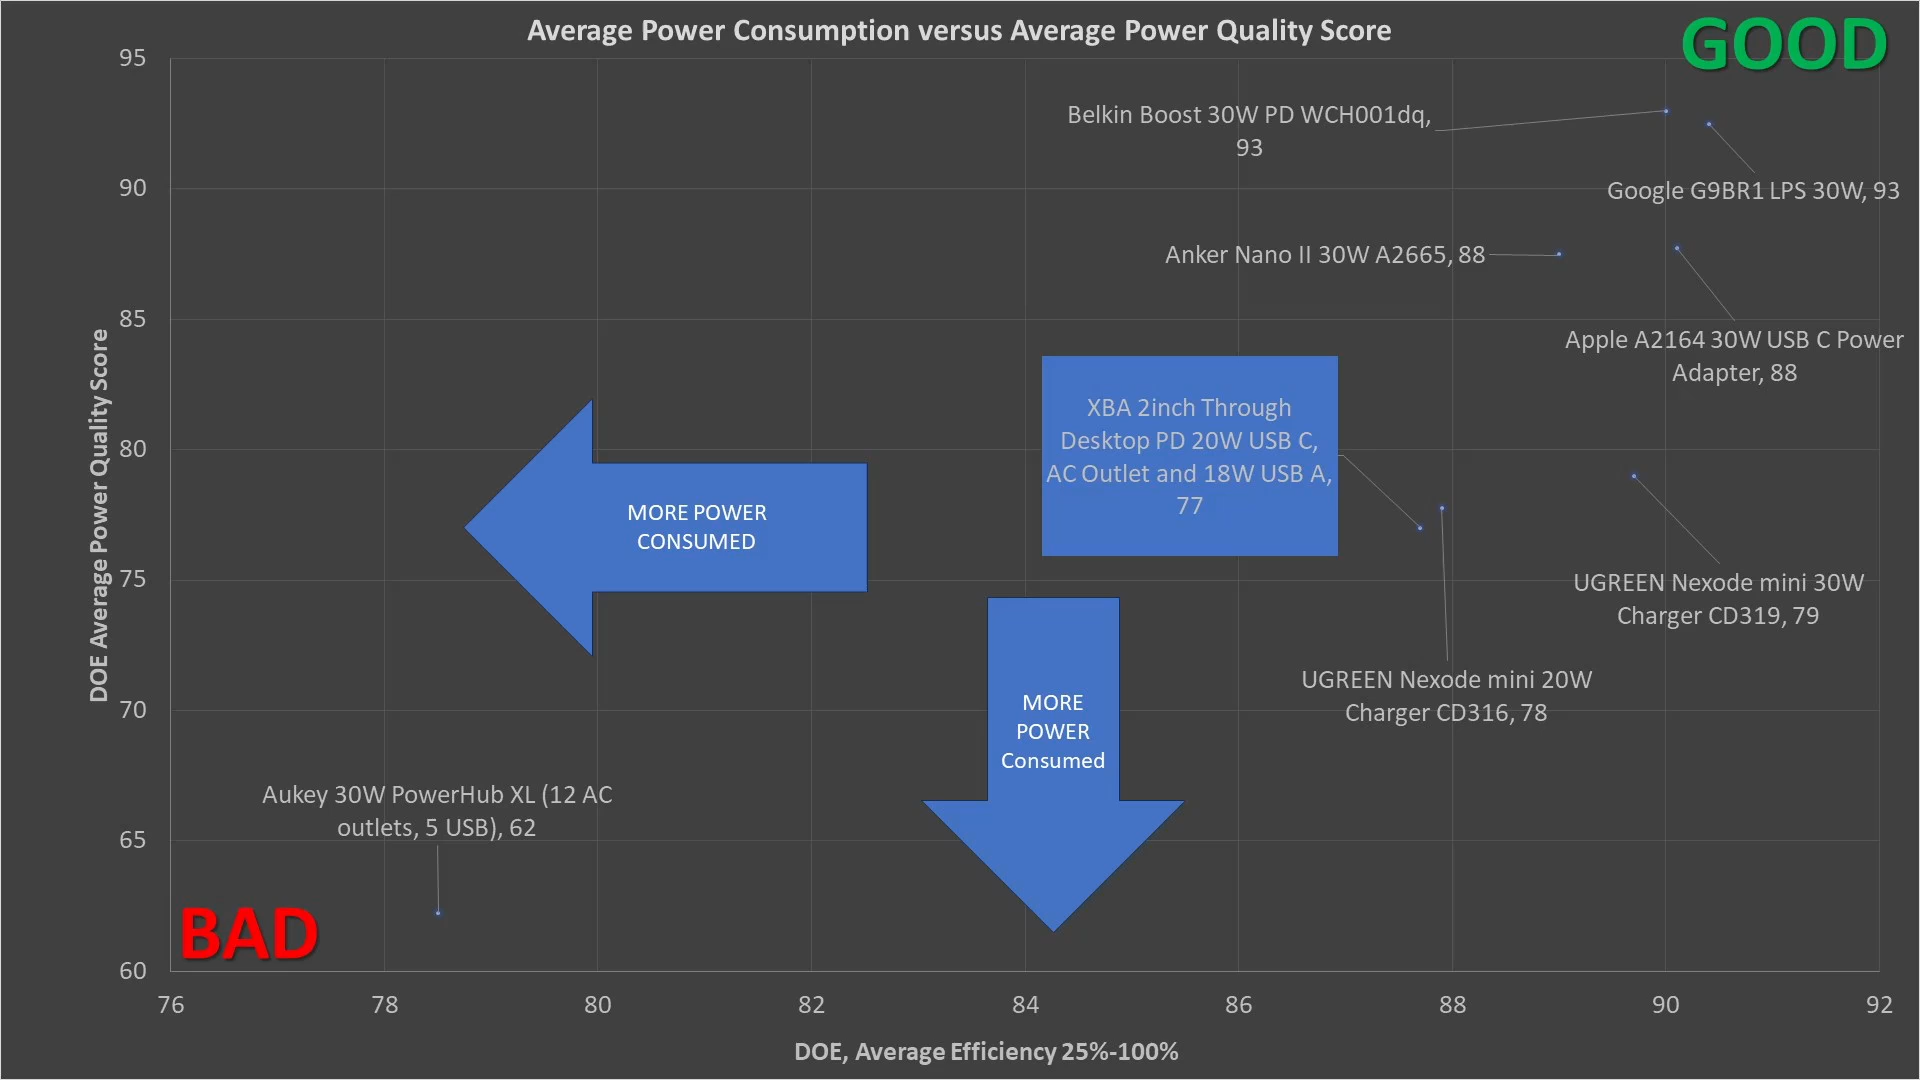 Average Power Consumption versus Average Power Quality Score
GOOD
95
90
85
80
75
70
65
60
DOE Average Power Quality Score
Belkin Boost 30W PD WCH001dq,
93
Google G9BR1 LPS 30W, 93
Anker Nano II 30W A2665, 88
Apple A2164 30W USB C Power
Adapter, 88
XBA 2inch Through
Desktop PD 20W USB C,
AC Outlet and 18W USB A,
77
MORE POWER
CONSUMED
UGREEN Nexode mini 30W
Charger CD319, 79
UGREEN Nexode mini 20W
Charger CD316, 78
MORE
POWER
Consumed
Aukey 30W PowerHub XL (12 AC
outlets, 5 USB), 62
BAD
76 78 80 82 84 86 88 90 92
DOE, Average Efficiency 25%-100%